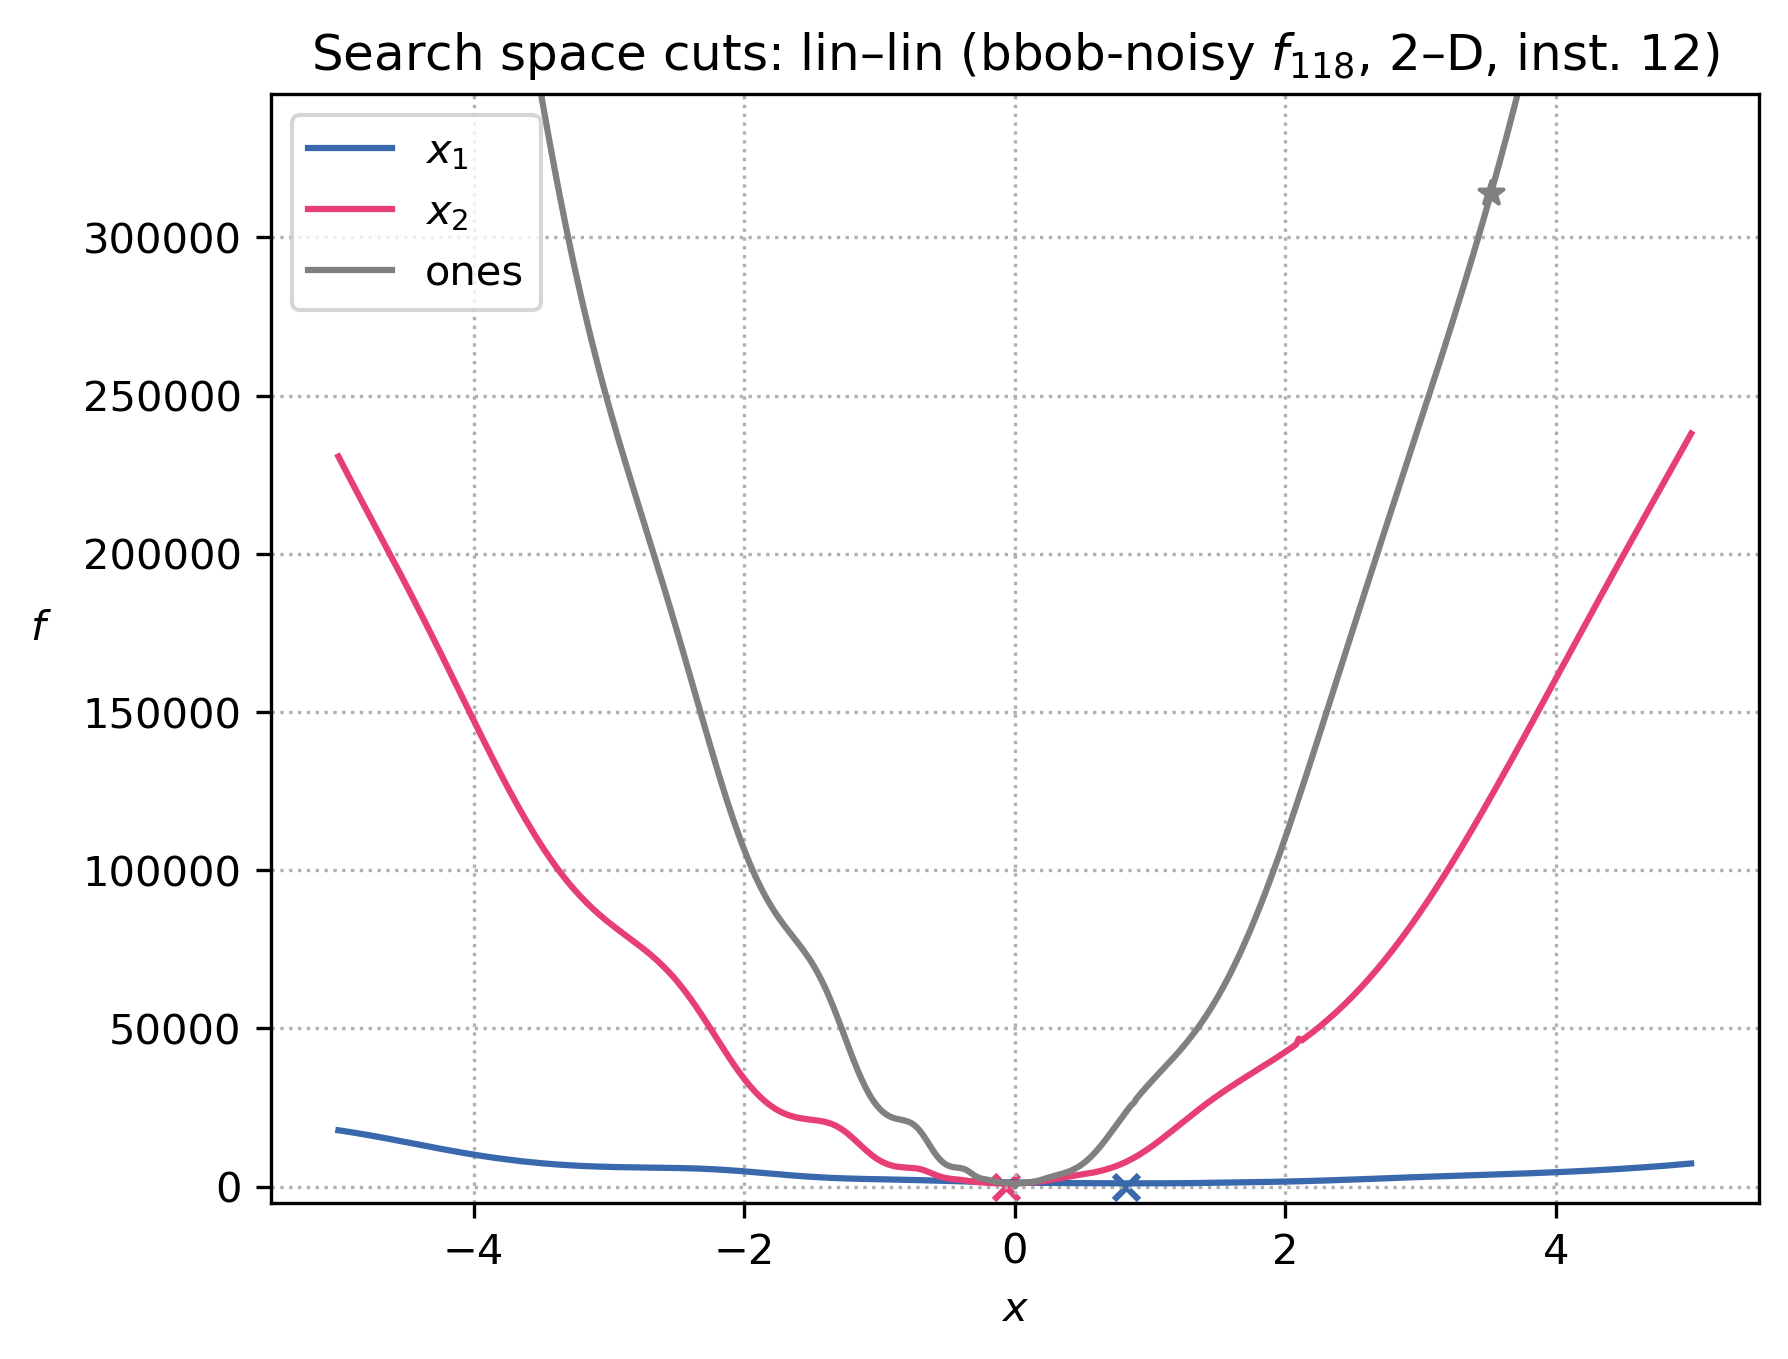 Search space cuts: lin–lin (bbob-noisy f₁₁₈, 2–D, inst. 12)
x₁
x₂
ones
300000
250000
200000
150000
100000
50000
0
f
−4 −2 0 2 4
x